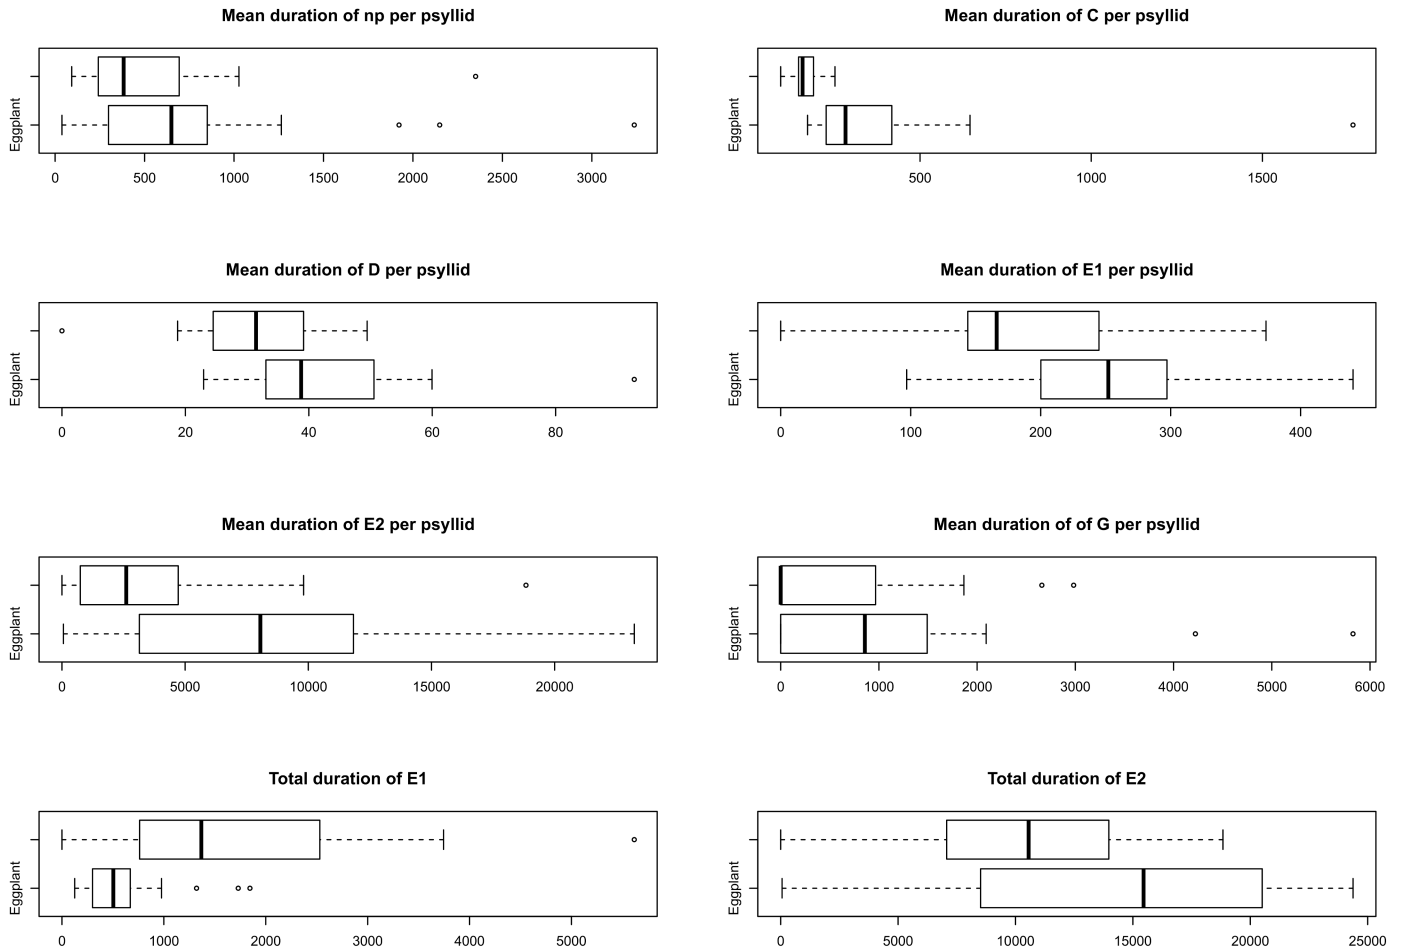 Mean duration of np per psyllid
Eggplant
0 500 1000 1500 2000 2500 3000
Mean duration of C per psyllid
Eggplant
500 1000 1500
Mean duration of D per psyllid
Eggplant
0 20 40 60 80
Mean duration of E1 per psyllid
Eggplant
0 100 200 300 400
Mean duration of E2 per psyllid
Eggplant
0 5000 10000 15000 20000
Mean duration of of G per psyllid
Eggplant
0 1000 2000 3000 4000 5000 6000
Total duration of E1
Eggplant
0 1000 2000 3000 4000 5000
Total duration of E2
Eggplant
0 5000 10000 15000 20000 25000